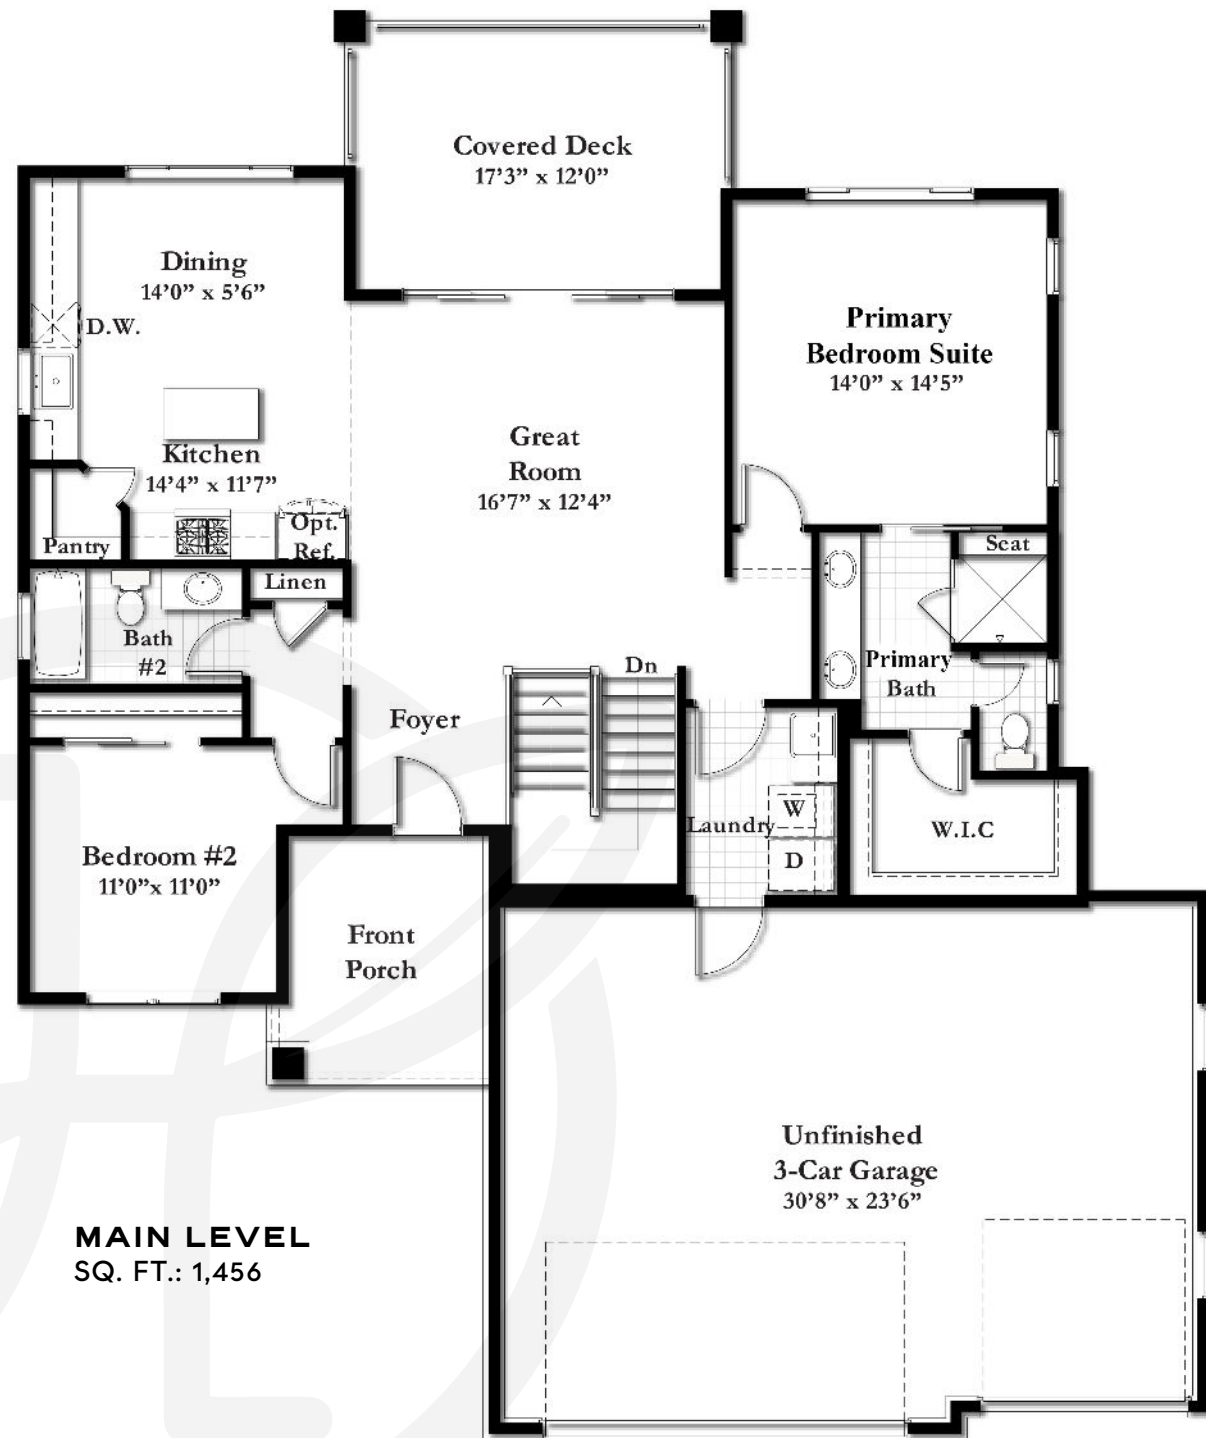 Covered Deck
17’3” x 12’0”
Dining
14’0” x 5’6”
D.W.
Primary
Bedroom Suite
14’0” x 14’5”
Great
Room
16’7” x 12’4”
Kitchen
14’4” x 11’7”
Opt.
Ref.
Pantry
Linen
Seat
Bath
#2
Primary
Bath
Dn
Foyer
W
Laundry
D
W.I.C
Bedroom #2
11’0”x 11’0”
Front
Porch
Unfinished
3-Car Garage
30’8” x 23’6”
MAIN LEVEL
SQ. FT.: 1,456